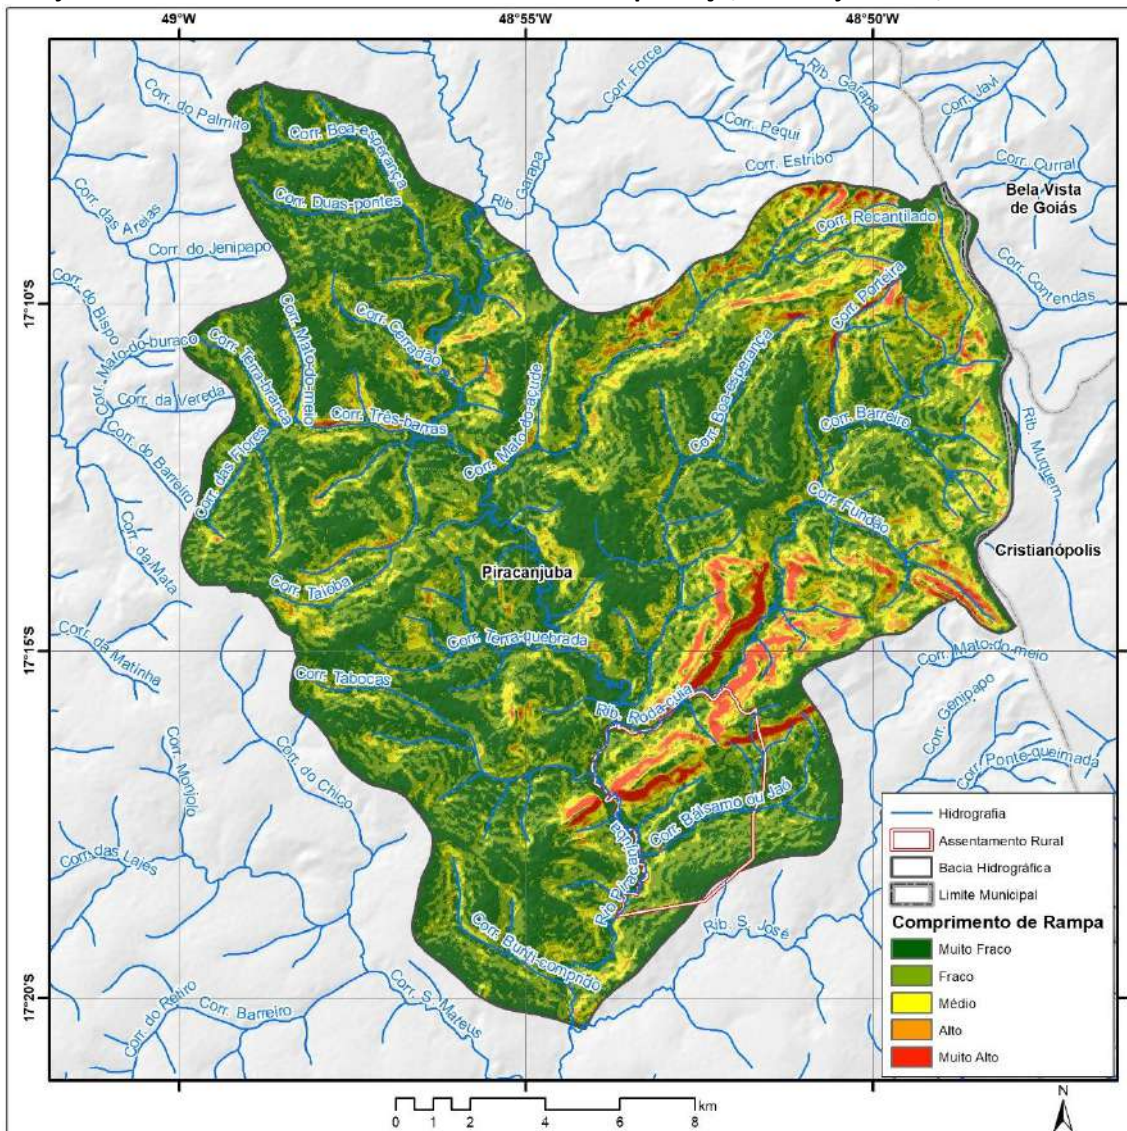 49°W
48°55'W
48°50'W
Corr. do Palmito
Corr. Boa-esperança
Corr. Force
Rib. Garapa
Corr. Javi
Corr. Pequi
Corr. Estribo
Corr. Curral
Bela Vista
de Goiás
Corr. das Areias
Corr. Duas-pontes
Rib. Garapa
Corr. Recantilado
Corr. do Jenipapo
Corr. Contendas
Corr. do Bispo
17°10'S
Corr. Porteira
Corr. Mato-do-buraco
Corr. Terra-branca
Corr. Mato-do-meio
Corr. Cerradão
Corr. Mato-do-açude
Corr. Boa-esperança
Corr. da Vereda
Corr. Três-barras
Corr. Barreiro
Rib. Muquem
Corr. do Barreiro
Corr. das Flores
Corr. Fundão
Corr. da Mata
Cristianópolis
Piracanjuba
Corr. Taioba
17°15'S
Corr. da Matinha
Corr. Terra-quebrada
Corr. Mato-do-meio
Corr. Tabocas
Rib. Roda-cuia
Corr. Genipapo
Corr. Monjolo
Corr. do Chico
Corr. Ponte-queimada
Corr. Bálsamo ou Jaó
Rio Piracanjuba
Corr. das Lajes
Corr. Buriti-comprido
Rib. S. José
17°20'S
Corr. do Retiro
Corr. Barreiro
Corr. S. Mateus
Hidrografia
Assentamento Rural
Bacia Hidrográfica
Limite Municipal
Comprimento de Rampa
Muito Fraco
Fraco
Médio
Alto
Muito Alto
0 1 2 4 6 8 km
N